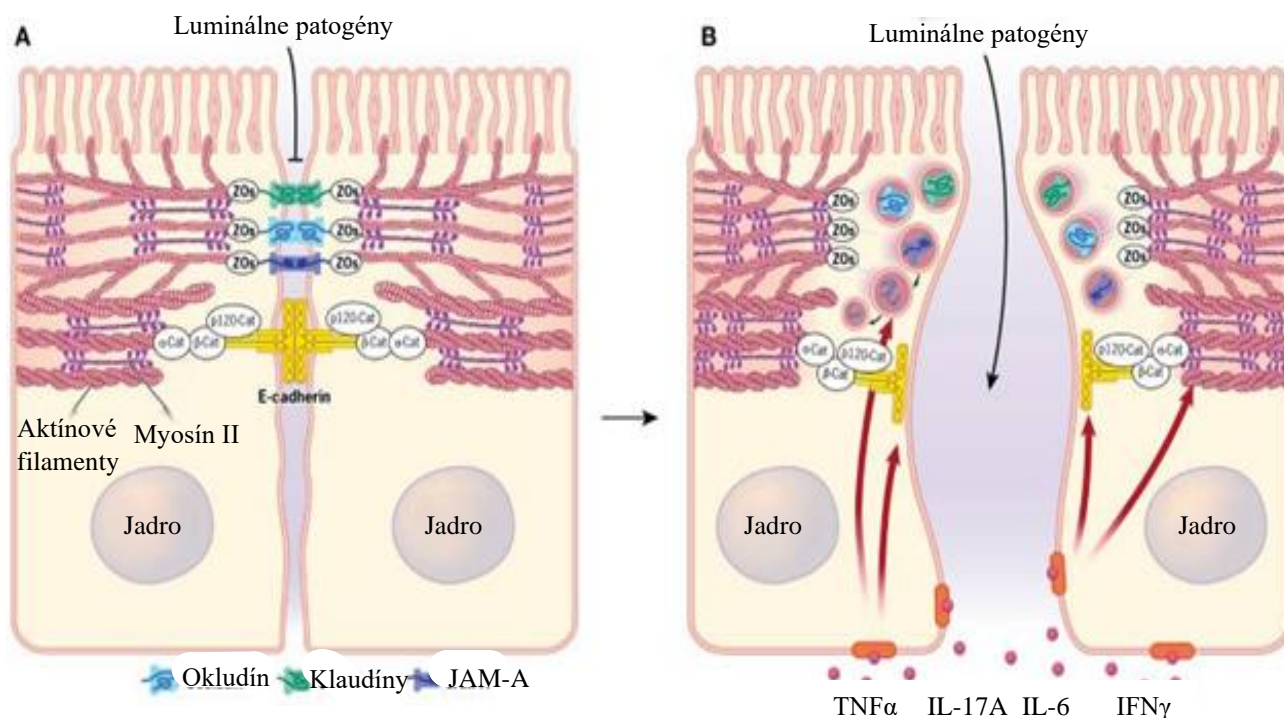 A
Luminálne patogény
ZOs ZOs
ZOs ZOs
ZOs ZOs
p120-Cat p120-Cat
α-Cat β-Cat β-Cat α-Cat
E-cadherin
Aktínové filamenty
Myosín II
Jadro Jadro
Okludín Klaudíny JAM-A
B
Luminálne patogény
ZOs ZOs
ZOs ZOs
ZOs ZOs
α-Cat p120-Cat p120-Cat α-Cat
β-Cat β-Cat
Jadro Jadro
TNFα IL-17A IL-6 IFNγ